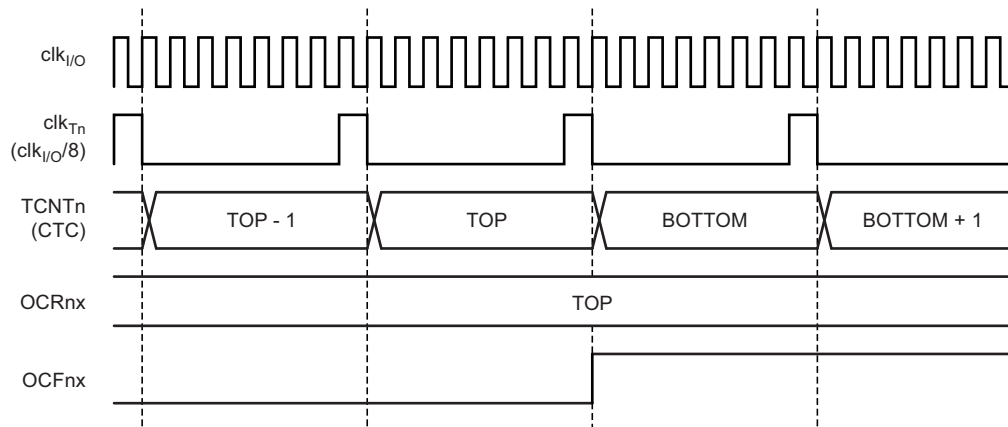 clkI/O
clkTn
(clkI/O/8)
TCNTn
(CTC)
TOP - 1
TOP
BOTTOM
BOTTOM + 1
OCRnx
TOP
OCFnx